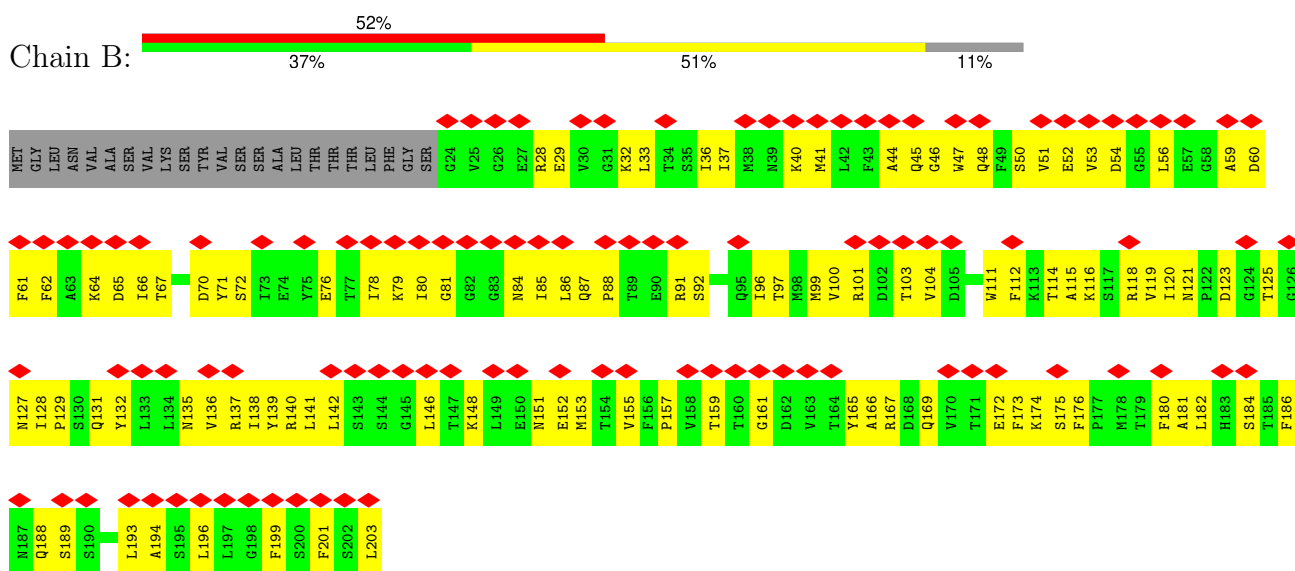 52%
Chain B:
37% 51% 11%
MET GLY LEU ASN VAL ALA SER VAL LYS SER TYR VAL SER SER ALA LEU THR THR THR LEU PHE GLY SER G24 V25 G26 E27 R28 E29 V30 G31 K32 L33 T34 S35 I36 I37 M38 N39 K40 M41 L42 F43 A44 Q45 G46 W47 Q48 F49 S50 V51 E52 V53 D54 G55 L56 E57 G58 A59 D60
F61 F62 A63 K64 D65 I66 T67 D70 Y71 S72 I73 E74 Y75 E76 T77 I78 K79 I80 G81 G82 G83 N84 I85 L86 Q87 P88 T89 E90 R91 S92 Q95 I96 T97 M98 M99 V100 R101 D102 T103 V104 D105 W111 F112 K113 T114 A115 K116 S117 R118 V119 I120 N121 P122 D123 G124 T125 G126
N127 I128 P129 S130 Q131 Y132 L133 L134 N135 V136 R137 I138 Y139 R140 L141 L142 S143 S144 G145 L146 T147 K148 L149 E150 N151 E152 M153 T154 V155 F156 P157 V158 T159 T160 G161 D162 V163 T164 Y165 A166 R167 D168 Q169 V170 T171 E172 F173 K174 S175 F176 P177 M178 T179 F180 A181 L182 H183 S184 T185 F186
N187 Q188 S189 S190 L193 A194 S195 L196 L197 G198 F199 S200 F201 S202 L203